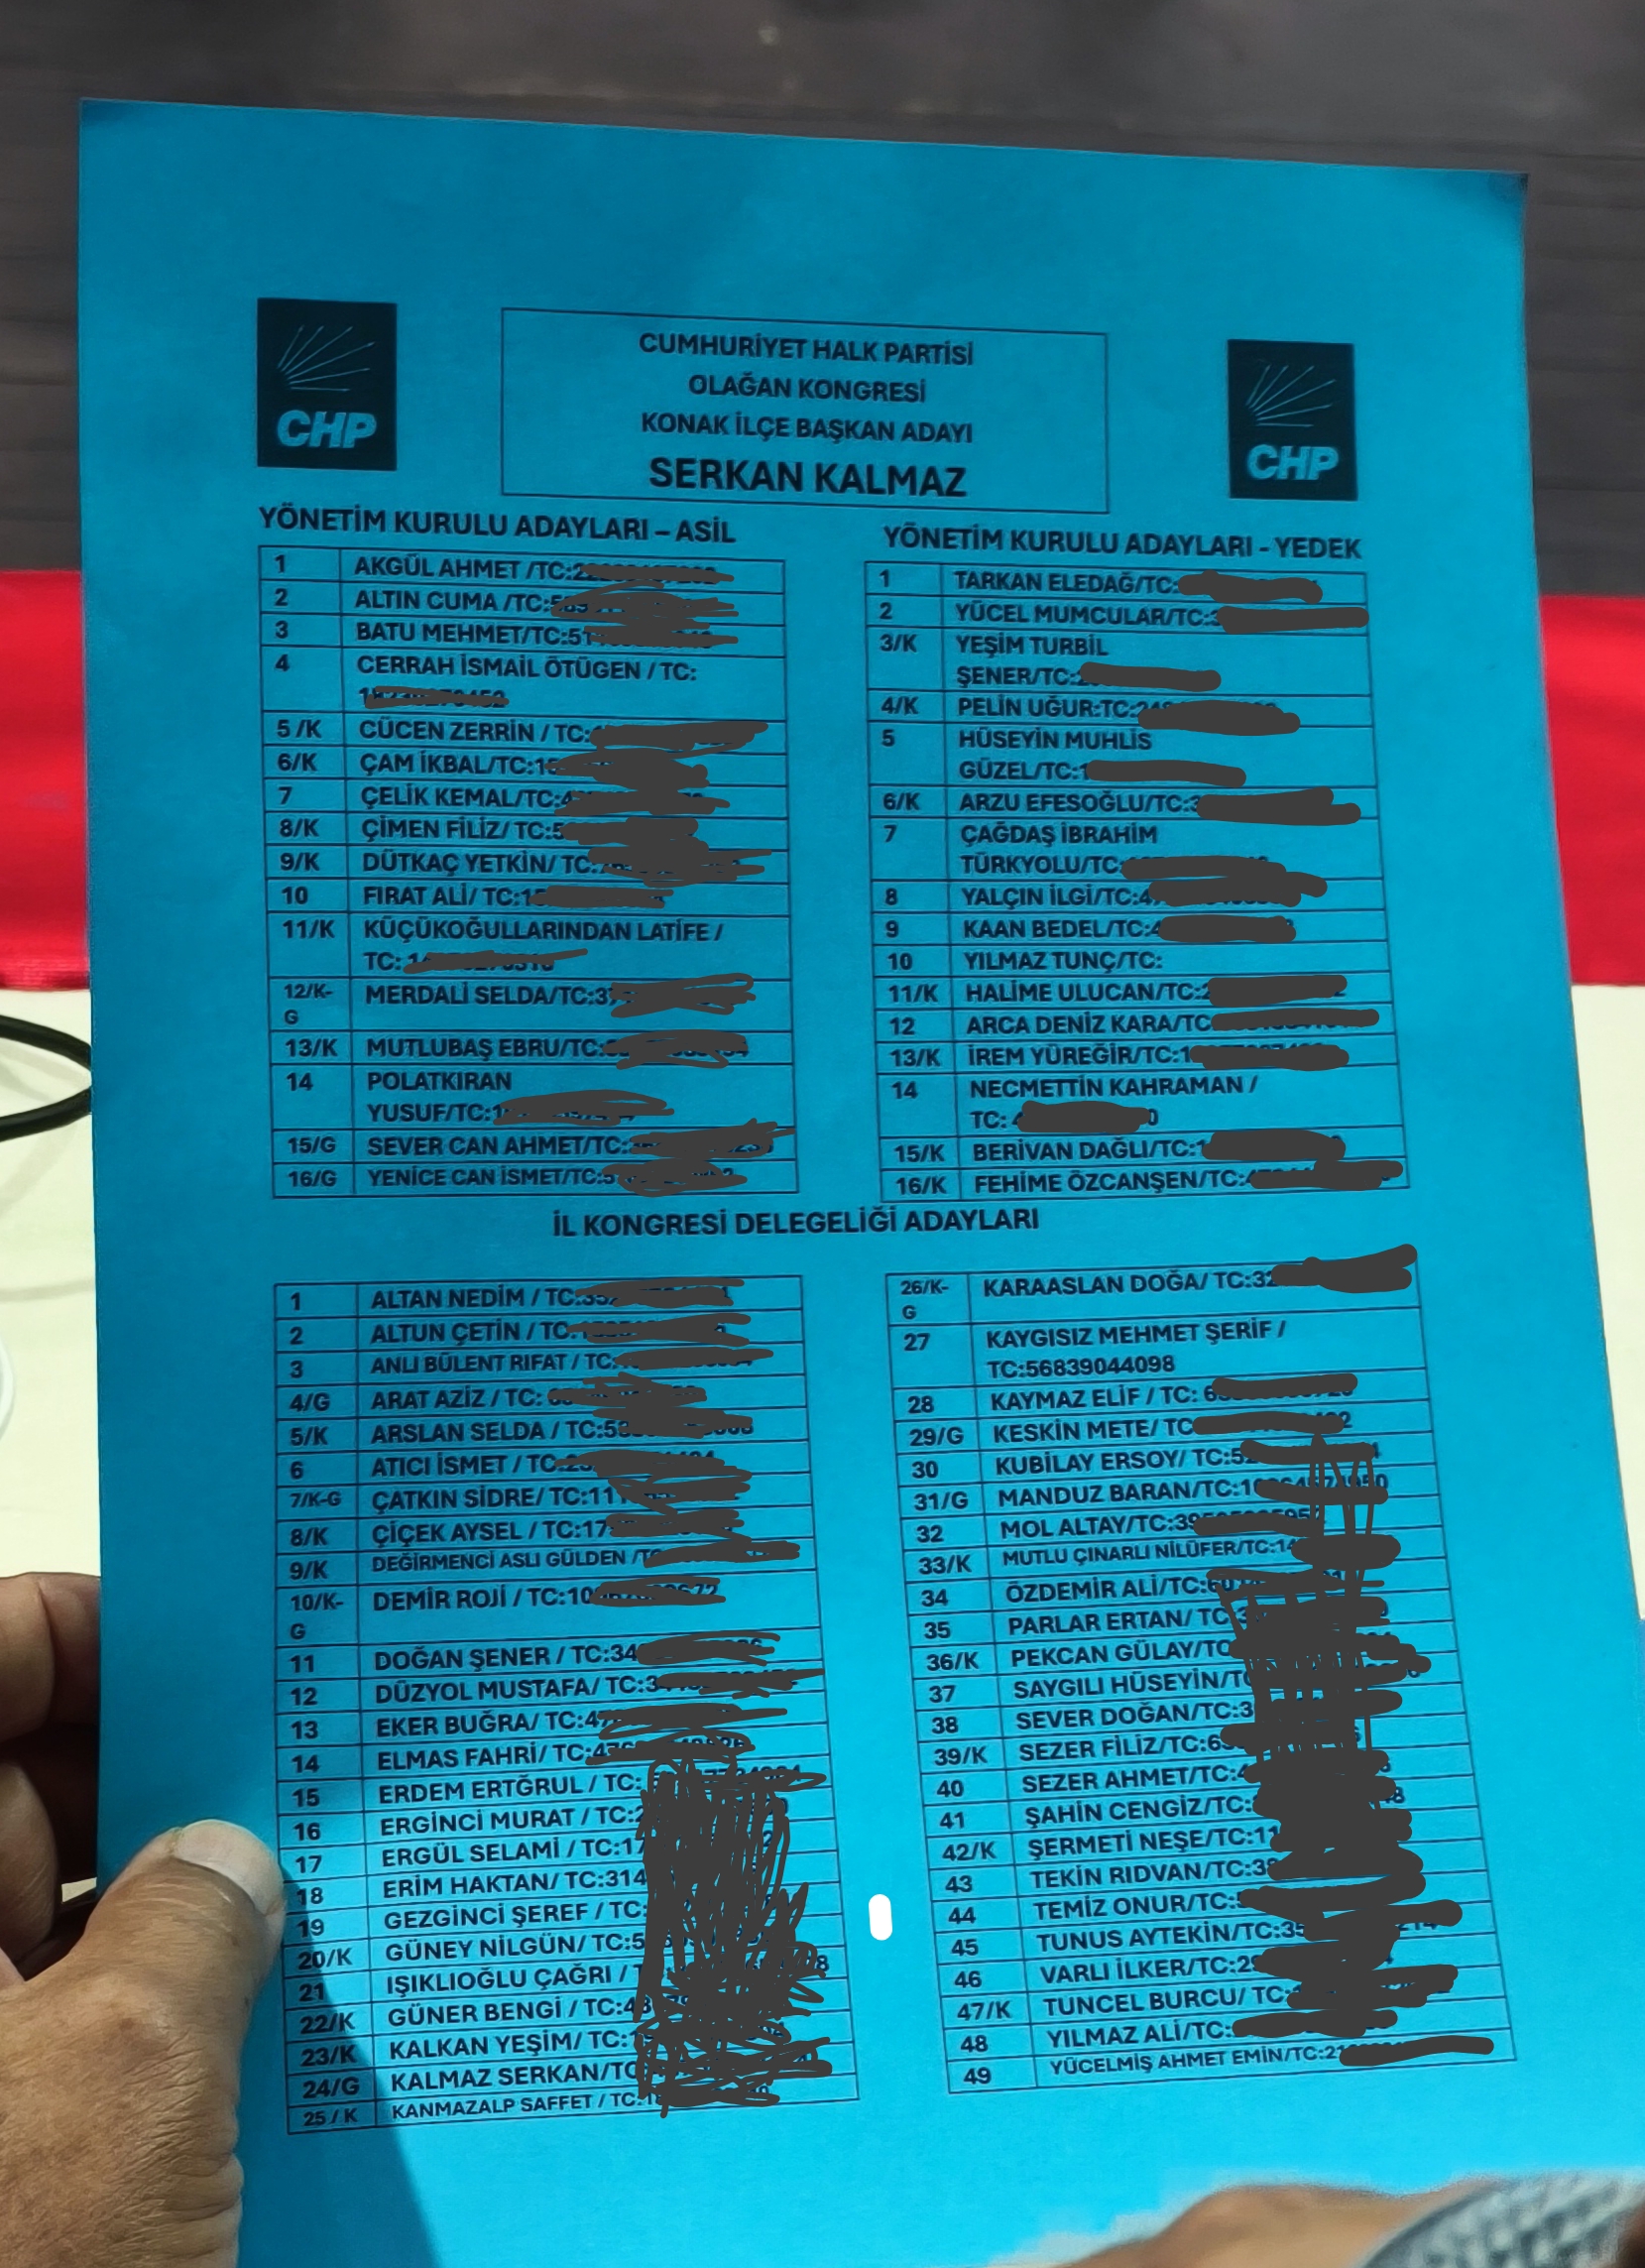 CUMHURİYET HALK PARTİSİ
OLAĞAN KONGRESİ
KONAK İLÇE BAŞKAN ADAYI
SERKAN KALMAZ
CHP
CHP
YÖNETİM KURULU ADAYLARI – ASİL
1 AKGÜL AHMET /TC:
2 ALTIN CUMA /TC:
3 BATU MEHMET/TC:
4 CERRAH İSMAİL ÖTÜGEN / TC:
5 /K CÜCEN ZERRİN / TC:
6/K ÇAM İKBAL/TC:
7 ÇELİK KEMAL/TC:
8/K ÇİMEN FİLİZ/ TC:
9/K DÜTKAÇ YETKİN/ TC:
10 FIRAT ALİ/ TC:
11/K KÜÇÜKOĞULLARINDAN LATİFE /
TC:
12/K-
G MERDALİ SELDA/TC:
13/K MUTLUBAŞ EBRU/TC:
14 POLATKIRAN
YUSUF/TC:
15/G SEVER CAN AHMET/TC:
16/G YENİCE CAN İSMET/TC:
YÖNETİM KURULU ADAYLARI - YEDEK
1 TARKAN ELEDAĞ/TC:
2 YÜCEL MUMCULAR/TC:
3/K YEŞİM TURBİL
ŞENER/TC:
4/K PELİN UĞUR:TC:
5 HÜSEYİN MUHLİS
GÜZEL/TC:
6/K ARZU EFESOĞLU/TC:
7 ÇAĞDAŞ İBRAHİM
TÜRKYOLU/TC:
8 YALÇIN İLGİ/TC:
9 KAAN BEDEL/TC:
10 YILMAZ TUNÇ/TC:
11/K HALİME ULUCAN/TC:
12 ARCA DENİZ KARA/TC
13/K İREM YÜREĞİR/TC:
14 NECMETTİN KAHRAMAN /
TC:
15/K BERİVAN DAĞLI/TC:
16/K FEHİME ÖZCANŞEN/TC:
İL KONGRESİ DELEGELİĞİ ADAYLARI
1 ALTAN NEDİM / TC:
2 ALTUN ÇETİN / TC:
3 ANLI BÜLENT RIFAT / TC:
4/G ARAT AZİZ / TC:
5/K ARSLAN SELDA / TC:
6 ATICI İSMET / TC:
7/K-G ÇATKIN SİDRE/ TC:
8/K ÇİÇEK AYSEL / TC:
9/K DEĞİRMENCİ ASLI GÜLDEN /TC
10/K-
G DEMİR ROJİ / TC:
11 DOĞAN ŞENER / TC:
12 DÜZYOL MUSTAFA/ TC:
13 EKER BUĞRA/ TC:
14 ELMAS FAHRİ/ TC:
15 ERDEM ERTĞRUL / TC:
16 ERGİNCİ MURAT / TC:
17 ERGÜL SELAMİ / TC:
18 ERİM HAKTAN/ TC:
19 GEZGİNCİ ŞEREF / TC:
20/K GÜNEY NİLGÜN/ TC:
21 IŞIKLIOĞLU ÇAĞRI /
22/K GÜNER BENGİ / TC:
23/K KALKAN YEŞİM/ TC:
24/G KALMAZ SERKAN/TC
25 / K KANMAZALP SAFFET / TC:
26/K-
G KARAASLAN DOĞA/ TC:
27 KAYGISIZ MEHMET ŞERİF /
TC:[ID number omitted]
28 KAYMAZ ELİF / TC:
29/G KESKİN METE/ TC
30 KUBİLAY ERSOY/ TC:
31/G MANDUZ BARAN/TC:
32 MOL ALTAY/TC:
33/K MUTLU ÇINARLI NİLÜFER/TC:
34 ÖZDEMİR ALİ/TC:
35 PARLAR ERTAN/ TC
36/K PEKCAN GÜLAY/TC
37 SAYGILI HÜSEYİN/TC
38 SEVER DOĞAN/TC:
39/K SEZER FİLİZ/TC:
40 SEZER AHMET/TC:
41 ŞAHİN CENGİZ/TC:
42/K ŞERMETİ NEŞE/TC:
43 TEKİN RIDVAN/TC:
44 TEMİZ ONUR/TC:
45 TUNUS AYTEKİN/TC:
46 VARLI İLKER/TC:
47/K TUNCEL BURCU/ TC:
48 YILMAZ ALİ/TC:
49 YÜCELMİŞ AHMET EMİN/TC: